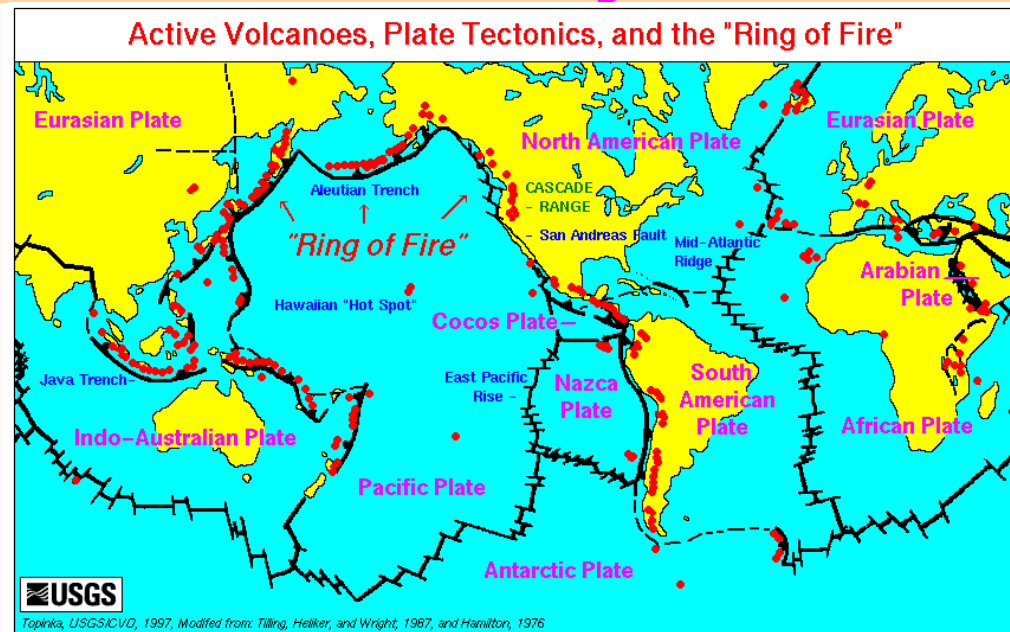 Active Volcanoes, Plate Tectonics, and the "Ring of Fire"
Eurasian Plate
North American Plate
Eurasian Plate
Aleutian Trench
CASCADE
- RANGE
"Ring of Fire"
- San Andreas Fault
Mid-Atlantic
Ridge
Arabian
Plate
Hawaiian "Hot Spot"
Cocos Plate
Java Trench
East Pacific
Rise -
Nazca
Plate
South
American
Plate
Indo-Australian Plate
African Plate
Pacific Plate
Antarctic Plate
USGS
Topinka, USGS/CVO, 1997, Modifed from: Tilling, Heliker, and Wright, 1987, and Hamilton, 1976